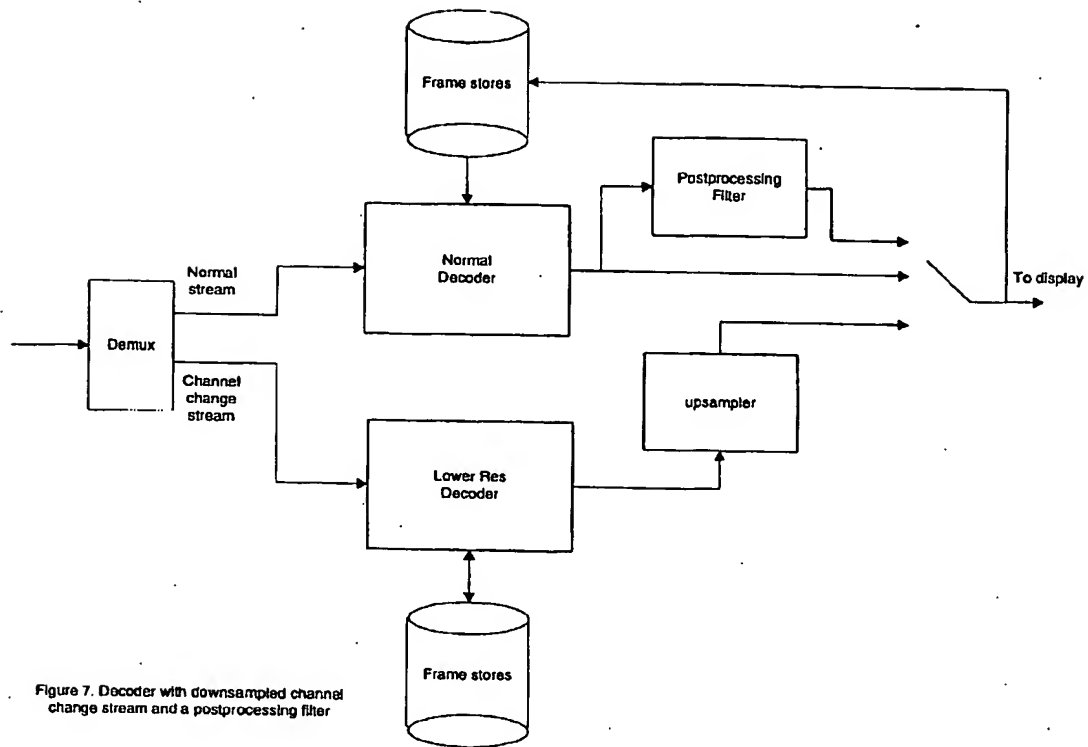 Frame stores
Postprocessing
Filter
Normal
Decoder
Normal
stream
To display
Demux
Channel
change
stream
upsampler
Lower Res
Decoder
Frame stores
Figure 7. Decoder with downsampled channel
change stream and a postprocessing filter